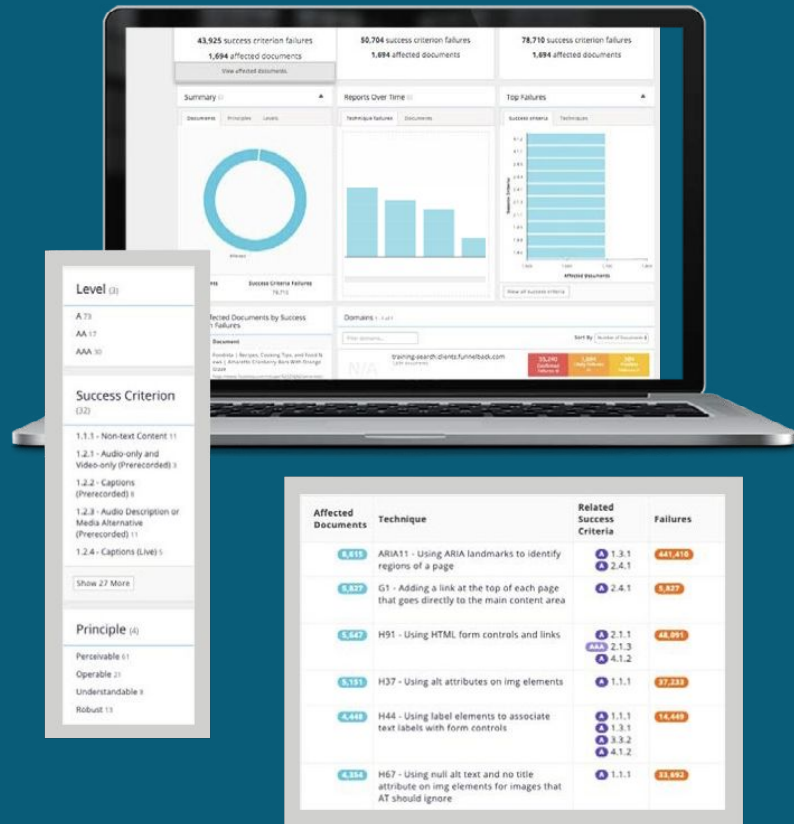 43,925 success criterion failures
1,694 affected documents
View affected documents
50,704 success criterion failures
1,694 affected documents
78,710 success criterion failures
1,694 affected documents
Summary
Documents Principles Levels
Success Criteria Failures
78,710
Reports Over Time
Technique Failures Documents
Top Failures
Success criteria Techniques
Success Criterion
Affected Documents
View all success criteria
fected Documents by Success
n Failures
Document
Domains 1 - 1 of 1
Filter domains...
Sort By Number of Documents
N/A
training-search.clients.funnelback.com
Level (3)
A 73
AA 17
AAA 30
Success Criterion
(32)
1.1.1 - Non-text Content 11
1.2.1 - Audio-only and
Video-only (Prerecorded) 3
1.2.2 - Captions
(Prerecorded) 8
1.2.3 - Audio Description or
Media Alternative
(Prerecorded) 11
1.2.4 - Captions (Live) 5
Show 27 More
Principle (4)
Perceivable 61
Operable 21
Understandable 8
Robust 13
Affected
Documents
Technique
Related
Success
Criteria
Failures
8,615
ARIA11 - Using ARIA landmarks to identify
regions of a page
A 1.3.1
A 2.4.1
441,410
5,827
G1 - Adding a link at the top of each page
that goes directly to the main content area
A 2.4.1
5,827
5,647
H91 - Using HTML form controls and links
A 2.1.1
AAA 2.1.3
A 4.1.2
48,091
5,151
H37 - Using alt attributes on img elements
A 1.1.1
37,233
4,448
H44 - Using label elements to associate
text labels with form controls
A 1.1.1
A 1.3.1
A 3.3.2
A 4.1.2
14,449
4,354
H67 - Using null alt text and no title
attribute on img elements for images that
AT should ignore
A 1.1.1
33,692